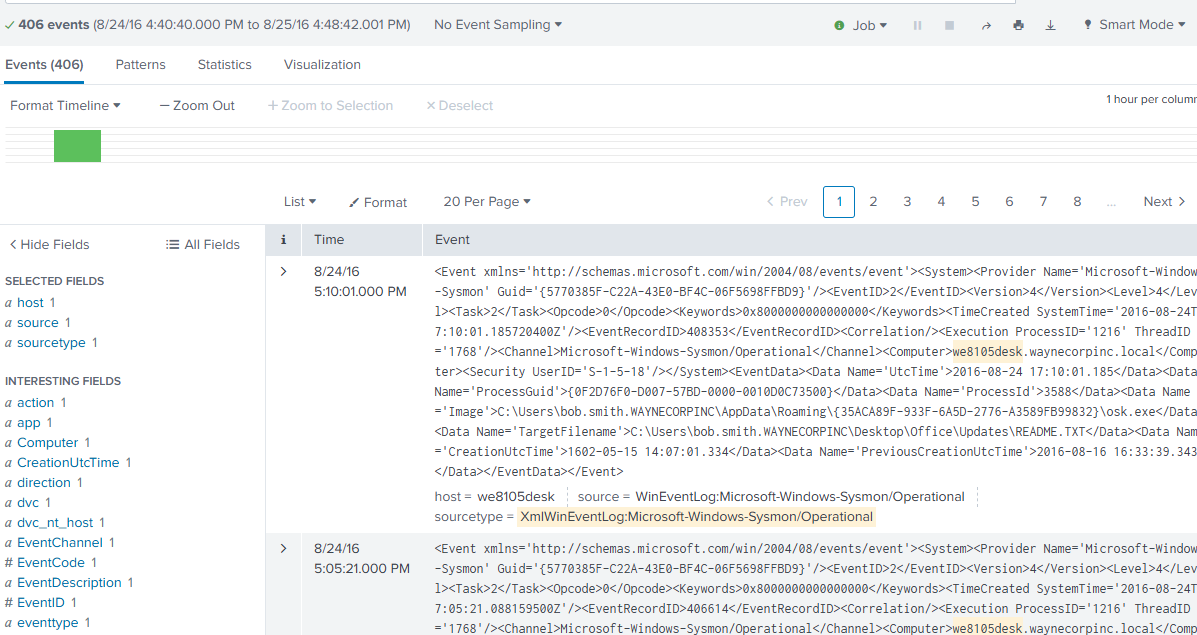 ✓ 406 events (8/24/16 4:40:40.000 PM to 8/25/16 4:48:42.001 PM) No Event Sampling Job Smart Mode
Events (406) Patterns Statistics Visualization
Format Timeline — Zoom Out + Zoom to Selection × Deselect 1 hour per column
List Format 20 Per Page < Prev 1 2 3 4 5 6 7 8 ... Next >
< Hide Fields All Fields
i Time Event
SELECTED FIELDS
a host 1
a source 1
a sourcetype 1
INTERESTING FIELDS
a action 1
a app 1
a Computer 1
a CreationUtcTime 1
a direction 1
a dvc 1
a dvc_nt_host 1
a EventChannel 1
# EventCode 1
a EventDescription 1
# EventID 1
a eventtype 1
> 8/24/16
5:10:01.000 PM
<Event xmlns='http://schemas.microsoft.com/win/2004/08/events/event'><System><Provider Name='Microsoft-Window
-Sysmon' Guid='{5770385F-C22A-43E0-BF4C-06F5698FFBD9}'/><EventID>2</EventID><Version>4</Version><Level>4</Lev
l><Task>2</Task><Opcode>0</Opcode><Keywords>0x8000000000000000</Keywords><TimeCreated SystemTime='2016-08-24T
7:10:01.185720400Z'/><EventRecordID>408353</EventRecordID><Correlation/><Execution ProcessID='1216' ThreadID
='1768'/><Channel>Microsoft-Windows-Sysmon/Operational</Channel><Computer>we8105desk.waynecorpinc.local</Comp
ter><Security UserID='S-1-5-18'/></System><EventData><Data Name='UtcTime'>2016-08-24 17:10:01.185</Data><Data
Name='ProcessGuid'>{0F2D76F0-D007-57BD-0000-0010D0C73500}</Data><Data Name='ProcessId'>3588</Data><Data Name
='Image'>C:\Users\bob.smith.WAYNECORPINC\AppData\Roaming\{35ACA89F-933F-6A5D-2776-A3589FB99832}\osk.exe</Data
<Data Name='TargetFilename'>C:\Users\bob.smith.WAYNECORPINC\Desktop\Office\Updates\README.TXT</Data><Data Nam
='CreationUtcTime'>1602-05-15 14:07:01.334</Data><Data Name='PreviousCreationUtcTime'>2016-08-16 16:33:39.343
</Data></EventData></Event>
host = we8105desk source = WinEventLog:Microsoft-Windows-Sysmon/Operational
sourcetype = XmlWinEventLog:Microsoft-Windows-Sysmon/Operational
> 8/24/16
5:05:21.000 PM
<Event xmlns='http://schemas.microsoft.com/win/2004/08/events/event'><System><Provider Name='Microsoft-Window
-Sysmon' Guid='{5770385F-C22A-43E0-BF4C-06F5698FFBD9}'/><EventID>2</EventID><Version>4</Version><Level>4</Lev
l><Task>2</Task><Opcode>0</Opcode><Keywords>0x8000000000000000</Keywords><TimeCreated SystemTime='2016-08-24T
7:05:21.088159500Z'/><EventRecordID>406614</EventRecordID><Correlation/><Execution ProcessID='1216' ThreadID
='1768'/><Channel>Microsoft-Windows-Sysmon/Operational</Channel><Computer>we8105desk.waynecorpinc.local</Comp